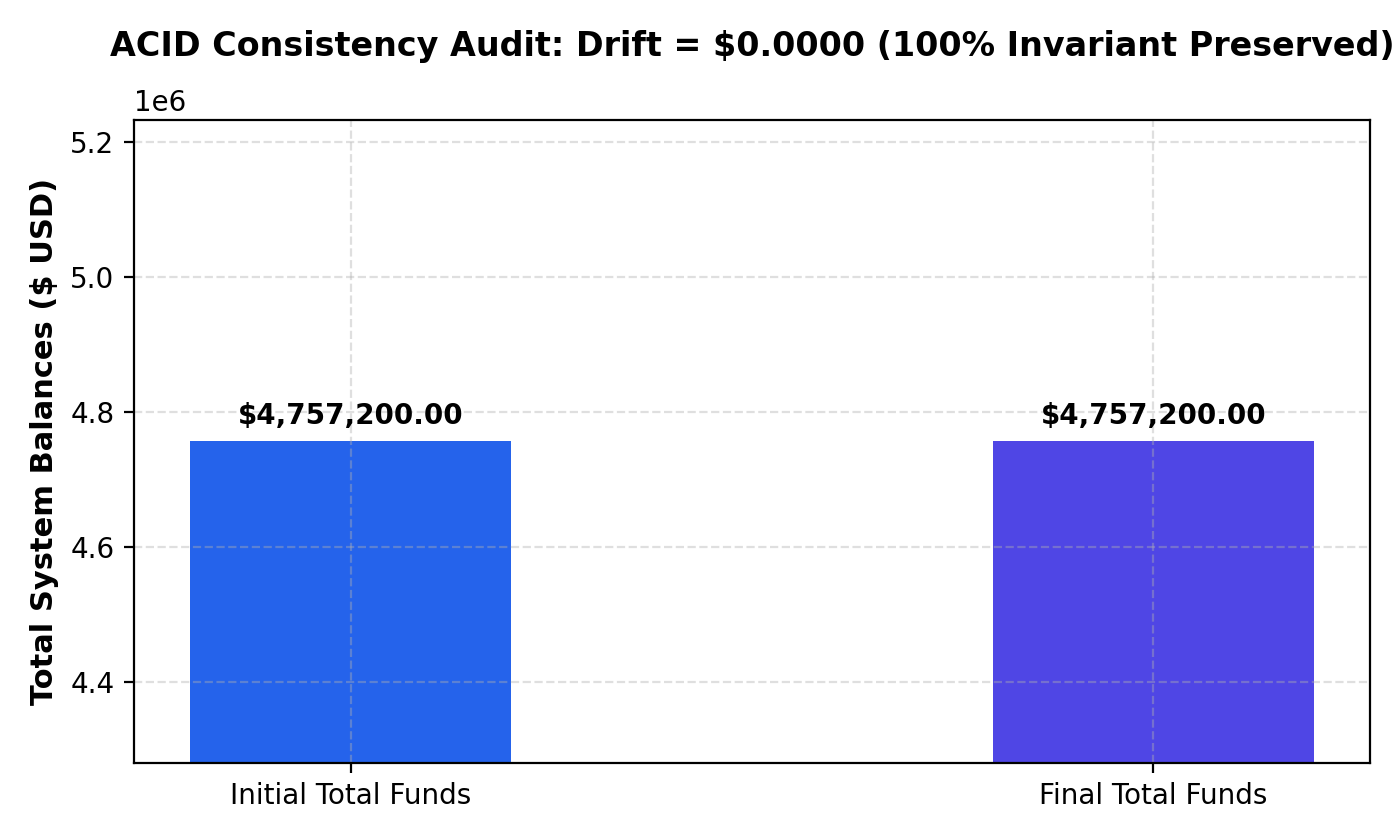 ACID Consistency Audit: Drift = $0.0000 (100% Invariant Preserved)
1e6
Total System Balances ($ USD)
5.2
5.0
4.8
4.6
4.4
$4,757,200.00
$4,757,200.00
Initial Total Funds
Final Total Funds